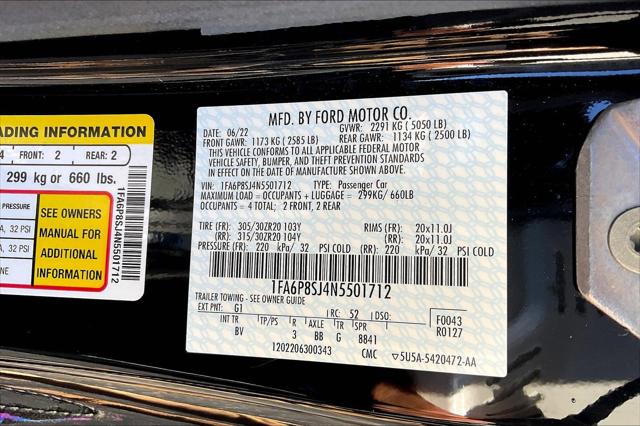 ADING INFORMATION
4 FRONT: 2 REAR: 2
299 kg or 660 lbs.
PRESSURE
A, 32 PSI
A, 32 PSI
NE
SEE OWNERS
MANUAL FOR
ADDITIONAL
INFORMATION
1FA6P8SJ4N5501712
MFD. BY FORD MOTOR CO.
DATE: 06/22 GVWR: 2291 KG ( 5050 LB)
FRONT GAWR: 1173 KG ( 2585 LB) REAR GAWR: 1134 KG ( 2500 LB)
THIS VEHICLE CONFORMS TO ALL APPLICABLE FEDERAL MOTOR
VEHICLE SAFETY, BUMPER, AND THEFT PREVENTION STANDARDS
IN EFFECT ON THE DATE OF MANUFACTURE SHOWN ABOVE.
VIN: 1FA6P8SJ4N5501712 TYPE: Passenger Car
MAXIMUM LOAD = OCCUPANTS + LUGGAGE = 299KG/ 660LB
OCCUPANTS = 4 TOTAL: 2 FRONT, 2 REAR
TIRE (FR): 305/30ZR20 103Y RIMS (FR): 20x11.0J
(RR): 315/30ZR20 104Y (RR): 20x11.0J
PRESSURE (FR): 220 kPa/ 32 PSI COLD (RR): 220 kPa/ 32 PSI COLD
1FA6P8SJ4N5501712
TRAILER TOWING - SEE OWNER GUIDE
EXT PNT: G1 RC: 52 DSO: F0043
INT TR TP/PS R AXLE TR SPR R0127
BV 3 BB G 8841
1202206300343 CMC 5U5A-5420472-AA